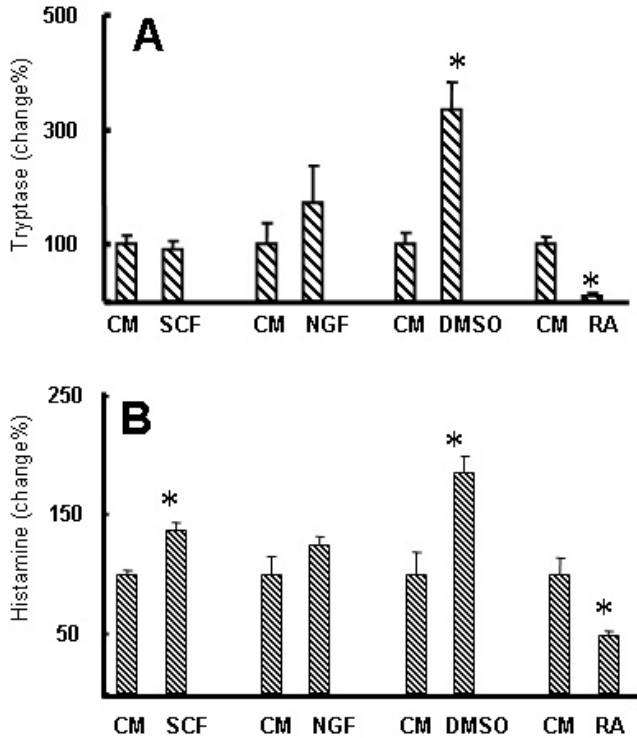 500
A
*
300
Tryptase (change%)
100
*
CM SCF CM NGF CM DMSO CM RA
250
B
*
*
150
Histamine (change%)
*
50
CM SCF CM NGF CM DMSO CM RA